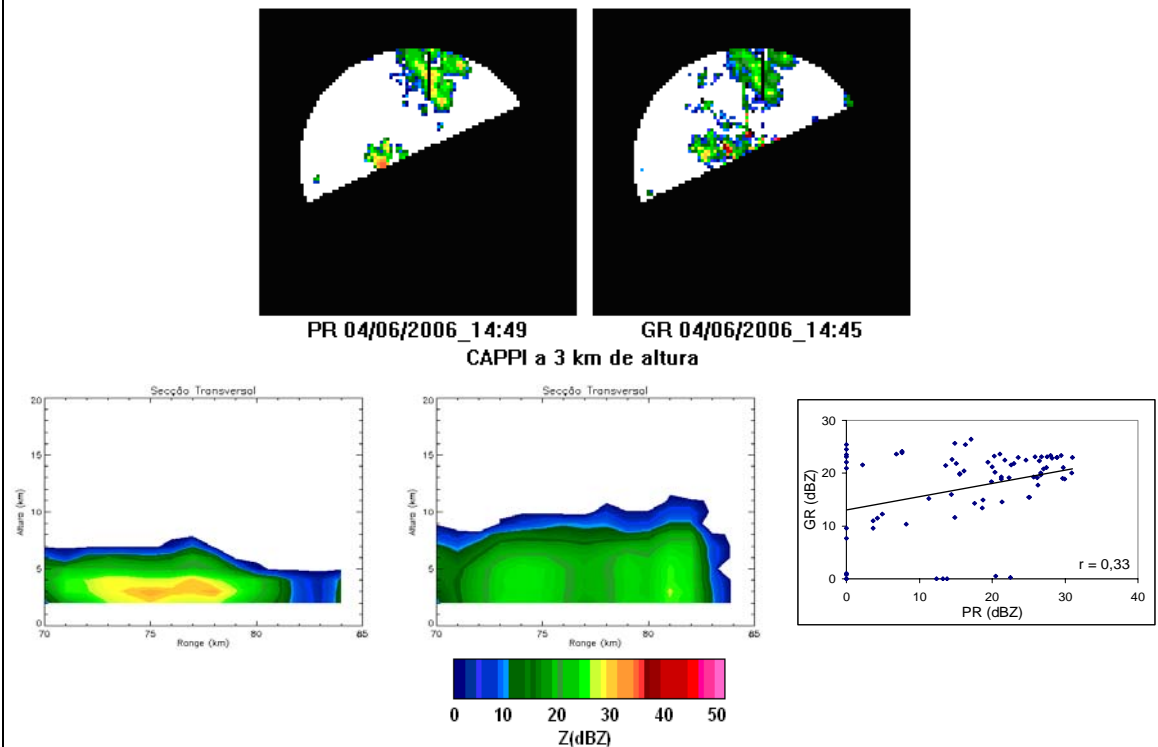 PR 04/06/2006_14:49
GR 04/06/2006_14:45
CAPPI a 3 km de altura
Secção Transversal
20
15
10
5
0
Altura (km)
70
75
80
85
Range (km)
Secção Transversal
20
15
10
5
0
Altura (km)
70
75
80
85
Range (km)
30
20
10
0
GR (dBZ)
r = 0,33
0
10
20
30
40
PR (dBZ)
0 10 20 30 40 50
Z(dBZ)